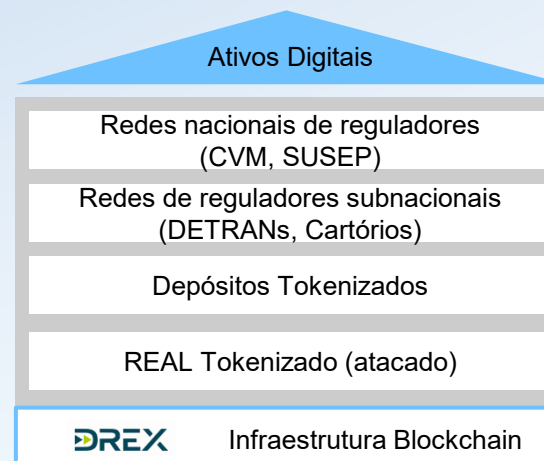 Ativos Digitais
Redes nacionais de reguladores
(CVM, SUSEP)
Redes de reguladores subnacionais
(DETRANs, Cartórios)
Depósitos Tokenizados
REAL Tokenizado (atacado)
DREX Infraestrutura Blockchain